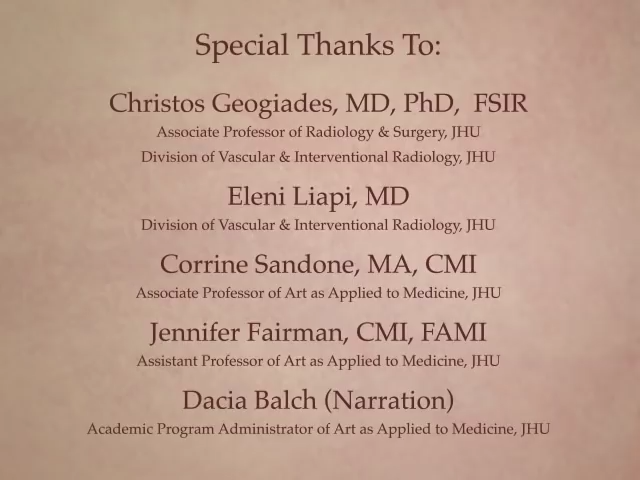 Special Thanks To:
Christos Geogiades, MD, PhD, FSIR
Associate Professor of Radiology & Surgery, JHU
Division of Vascular & Interventional Radiology, JHU
Eleni Liapi, MD
Division of Vascular & Interventional Radiology, JHU
Corrine Sandone, MA, CMI
Associate Professor of Art as Applied to Medicine, JHU
Jennifer Fairman, CMI, FAMI
Assistant Professor of Art as Applied to Medicine, JHU
Dacia Balch (Narration)
Academic Program Administrator of Art as Applied to Medicine, JHU